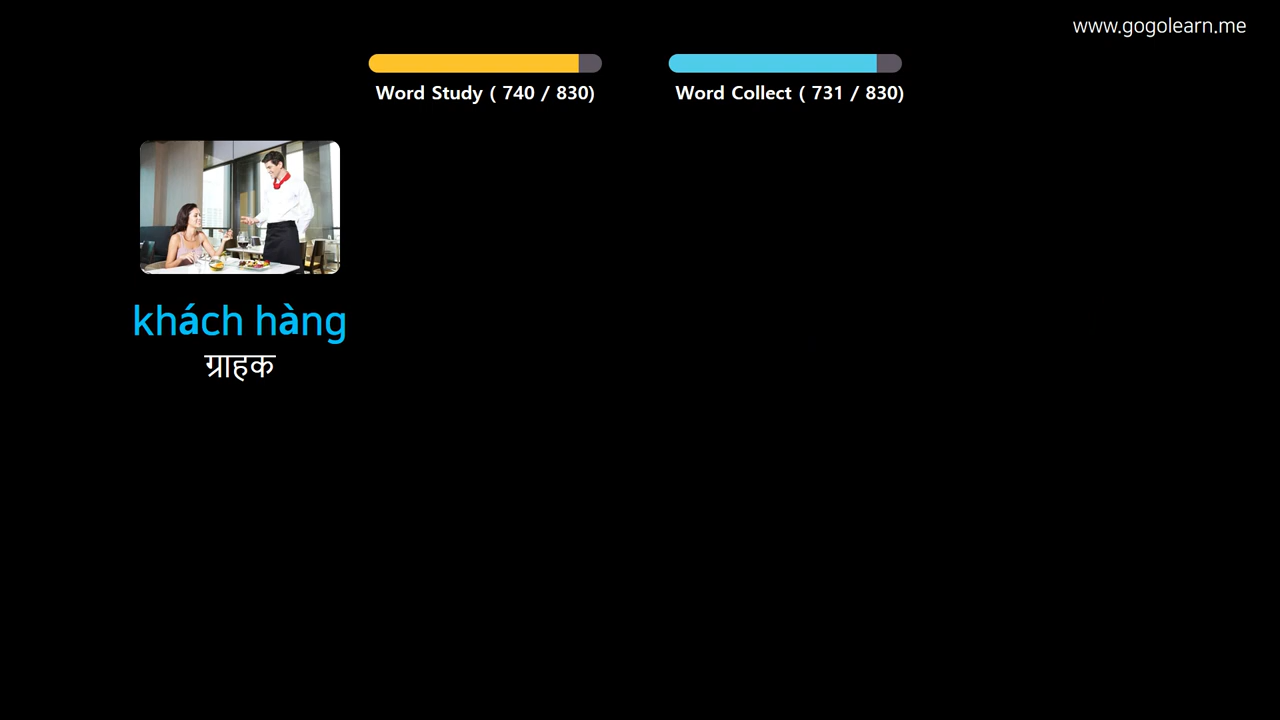 www.gogolearn.me
Word Study ( 740 / 830)
Word Collect ( 731 / 830)
khách hàng
ग्राहक